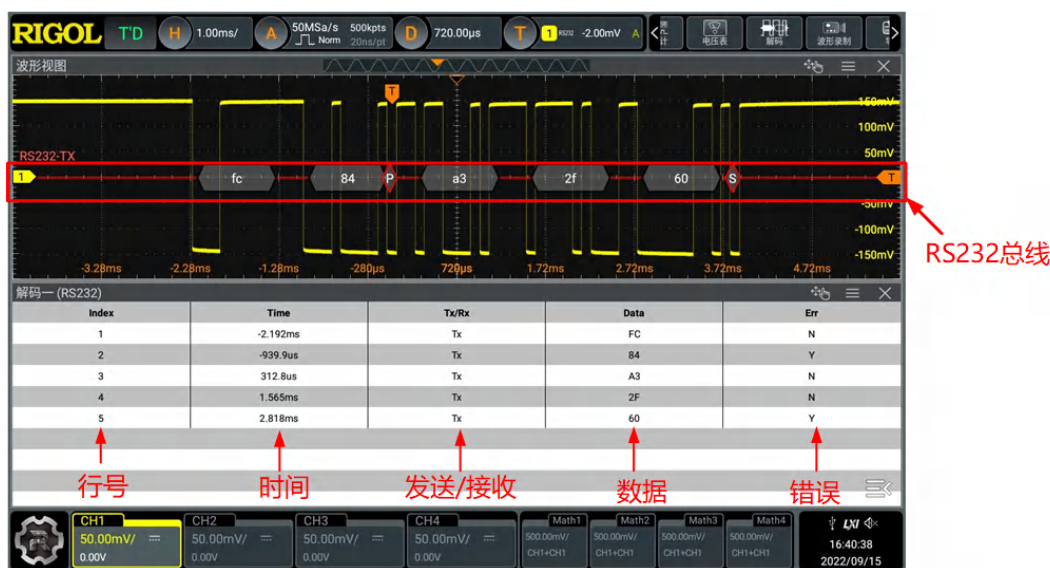 RIGOL T'D H 1.00ms/ A 50MSa/s 500kpts D 720.00μs T 1 RS232 -2.00mV A
Norm 20ns/pt
电压表 解码 波形录制
波形视图
T
150mV
100mV
RS232-TX 50mV
1 fc 84 P a3 2f 60 S T
-50mV
-100mV
RS232总线
-150mV
-3.28ms -2.28ms -1.28ms -280μs 720μs 1.72ms 2.72ms 3.72ms 4.72ms
解码一 (RS232)
Index Time Tx/Rx Data Err
1 -2.192ms Tx FC N
2 -939.9us Tx 84 Y
3 312.8us Tx A3 N
4 1.565ms Tx 2F N
5 2.818ms Tx 60 Y
行号 时间 发送/接收 数据 错误
CH1 CH2 CH3 CH4 Math1 Math2 Math3 Math4 LXI
50.00mV/ 50.00mV/ 50.00mV/ 50.00mV/ 500.00mV/ 500.00mV/ 500.00mV/ 500.00mV/ 16:40:38
0.00V 0.00V 0.00V 0.00V CH1+CH1 CH1+CH1 CH1+CH1 CH1+CH1 2022/09/15